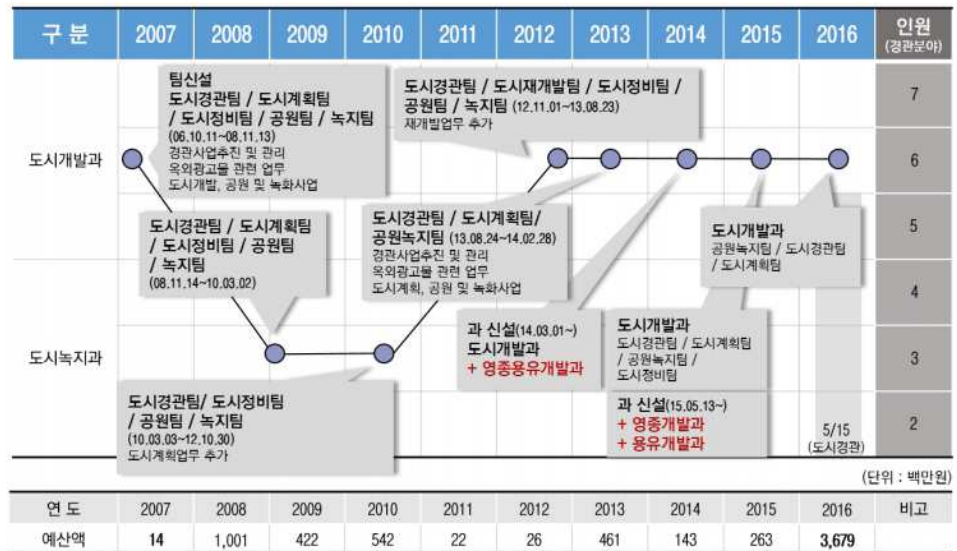 구 분 2007 2008 2009 2010 2011 2012 2013 2014 2015 2016 인원
(경관분야)
팀신설
도시경관팀 / 도시계획팀
/ 도시정비팀 / 공원팀 / 녹지팀
(06.10.11~08.11.13)
경관사업추진 및 관리
옥외광고물 관련 업무
도시개발, 공원 및 녹화사업
도시경관팀 / 도시재개발팀 / 도시정비팀 /
공원팀 / 녹지팀 (12.11.01~13.08.23)
재개발업무 추가
7
도시개발과
6
도시경관팀 / 도시계획팀
/ 도시정비팀 / 공원팀
/ 녹지팀
(08.11.14~10.03.02)
도시경관팀 / 도시계획팀/
공원녹지팀 (13.08.24~14.02.28)
경관사업추진 및 관리
옥외광고물 관련 업무
도시계획, 공원 및 녹화사업
도시개발과
공원녹지팀 / 도시경관팀
/ 도시계획팀
5
4
과 신설(14.03.01~)
도시개발과
+ 영종용유개발과
도시개발과
도시경관팀 / 도시계획팀
/ 공원녹지팀 /
도시정비팀
도시녹지과
3
도시경관팀/ 도시정비팀
/ 공원팀 / 녹지팀
(10.03.03~12.10.30)
도시계획업무 추가
과 신설(15.05.13~)
+ 영종개발과
+ 용유개발과
5/15
(도시경관)
2
(단위 : 백만원)
연 도 2007 2008 2009 2010 2011 2012 2013 2014 2015 2016 비고
예산액 14 1,001 422 542 22 26 461 143 263 3,679